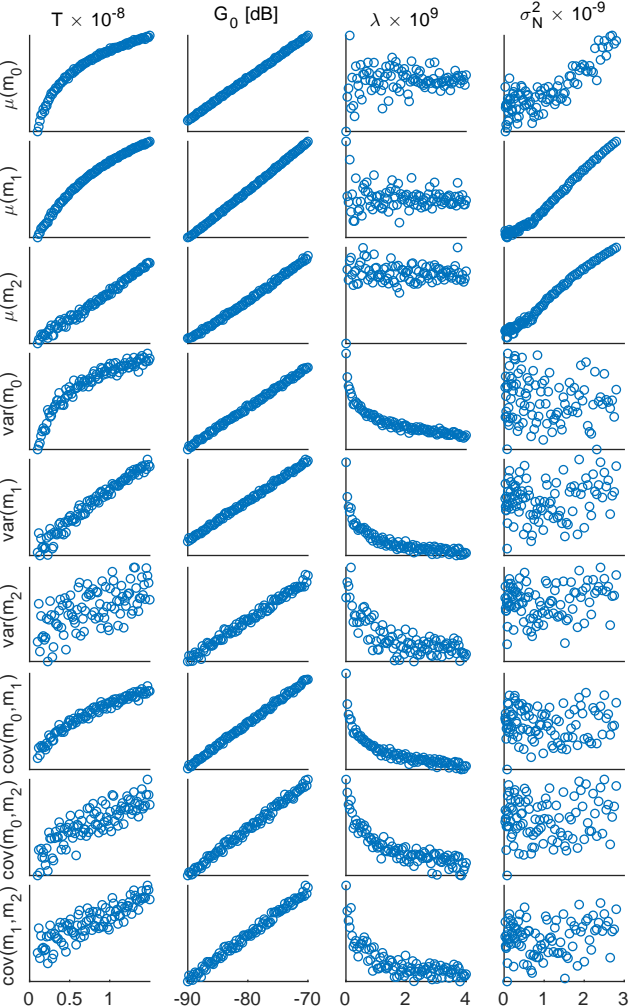 T × 10⁻⁸ G₀ [dB] λ × 10⁹ σ²_N × 10⁻⁹
μ(m₀)
μ(m₁)
μ(m₂)
var(m₀)
var(m₁)
var(m₂)
cov(m₀,m₁)
cov(m₀,m₂)
cov(m₁,m₂)
0 0.5 1 -90 -80 -70 0 2 4 0 1 2 3